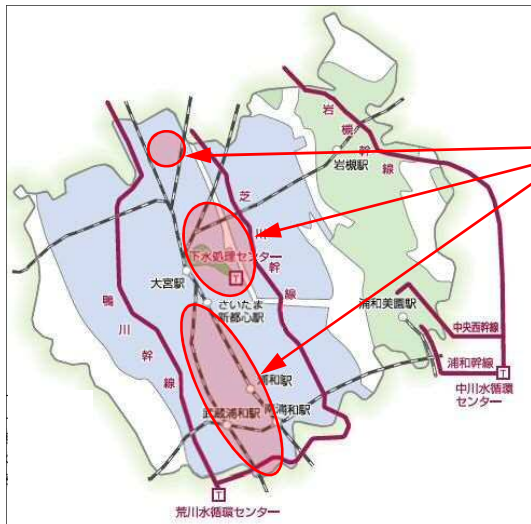 岩槻幹線
岩槻駅
芝川幹線
下水処理センター
T
大宮駅
さいたま
新都心駅
鴨川幹線
浦和美園駅
中央西幹線
浦和幹線
T
中川水循環
センター
浦和駅
南浦和駅
武蔵浦和駅
T
荒川水循環センター